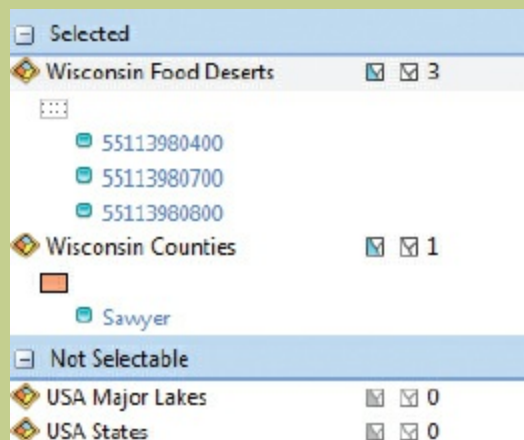 Selected
Wisconsin Food Deserts 3
55113980400
55113980700
55113980800
Wisconsin Counties 1
Sawyer
Not Selectable
USA Major Lakes 0
USA States 0